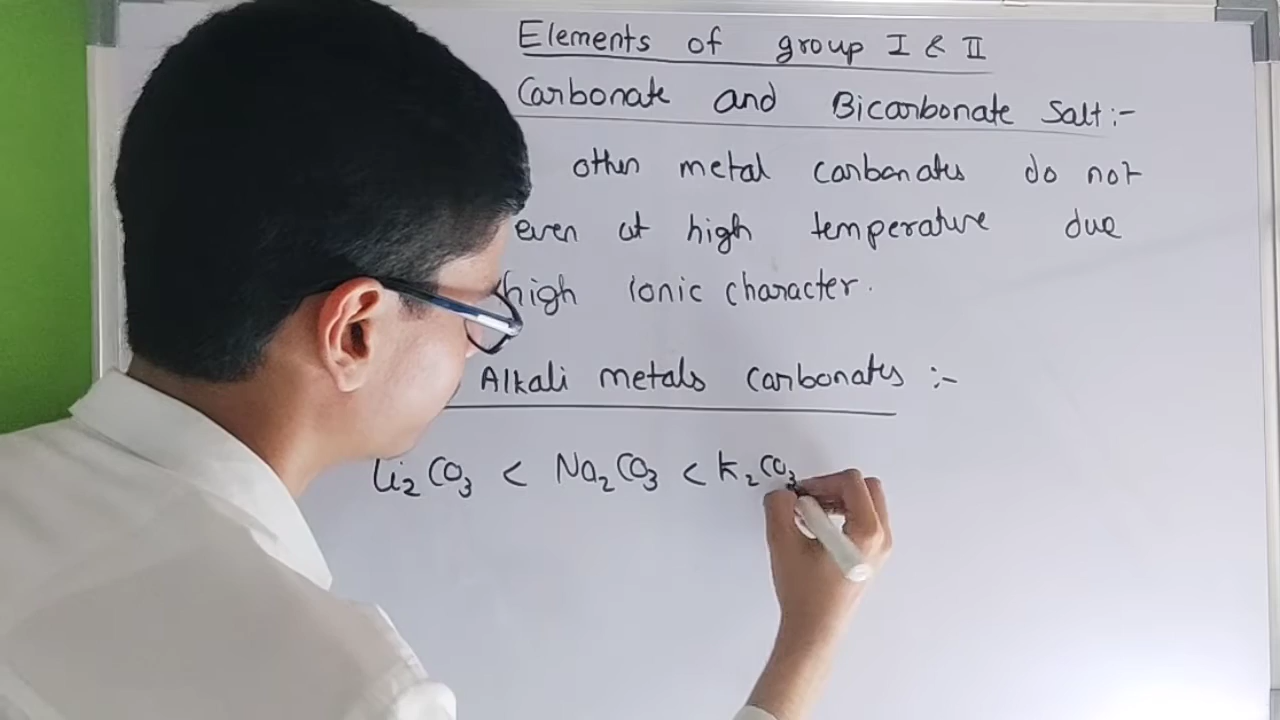 Elements of group I & II
Carbonate and Bicarbonate Salt :-
other metal carbonates do not
even at high temperature due
high ionic character.
Alkali metals carbonates :-
Li₂CO₃ < Na₂CO₃ < K₂CO₃